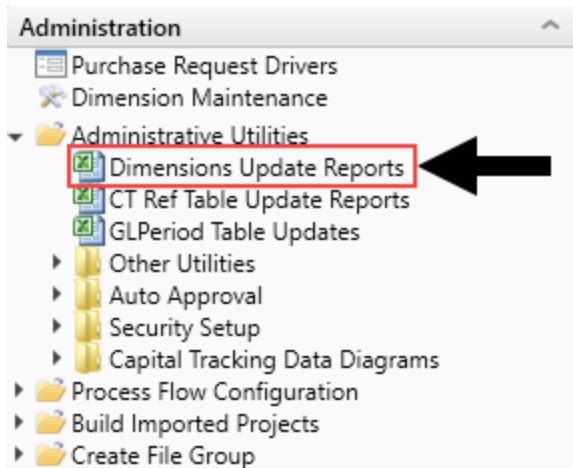 Administration
Purchase Request Drivers
Dimension Maintenance
Administrative Utilities
Dimensions Update Reports
CT Ref Table Update Reports
GLPeriod Table Updates
Other Utilities
Auto Approval
Security Setup
Capital Tracking Data Diagrams
Process Flow Configuration
Build Imported Projects
Create File Group